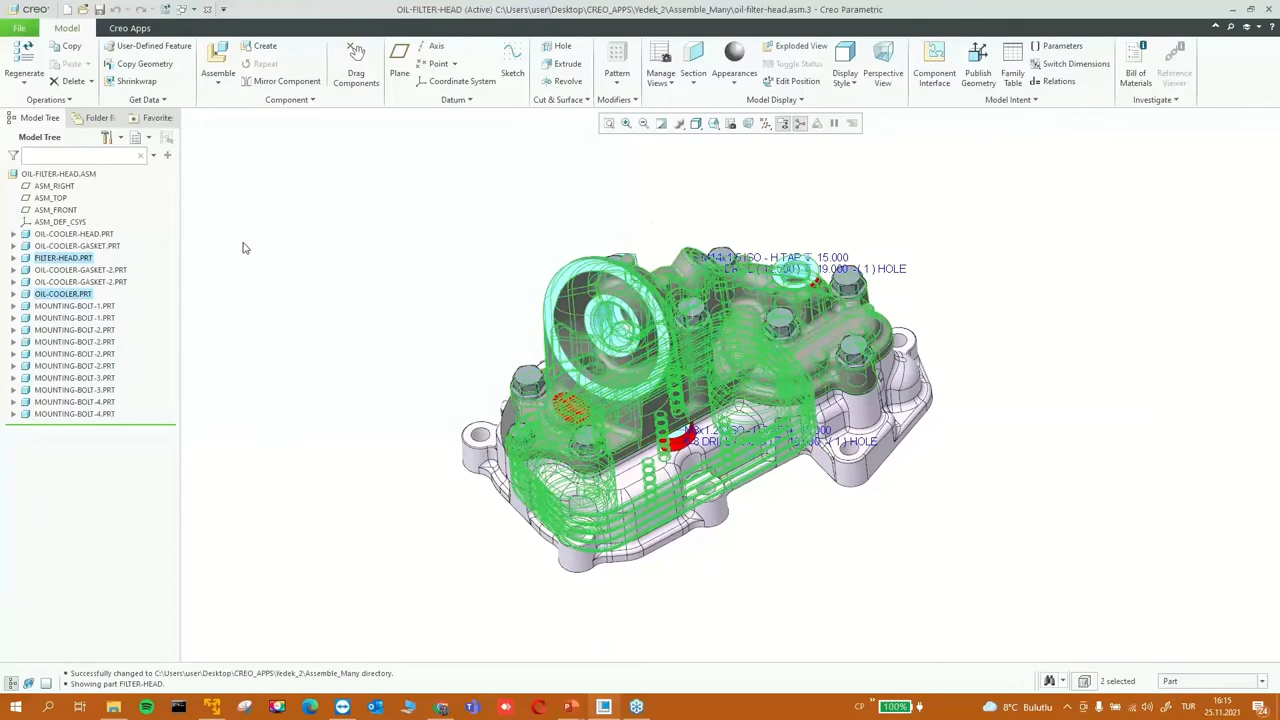 creo
OIL-FILTER-HEAD (Active) C:\Users\user\Desktop\CREO_APPS\Yedek_2\Assemble_Many\oil-filter-head.asm.3 - Creo Parametric
File Model Creo Apps
Regenerate Copy Paste Delete
Operations
User-Defined Feature Copy Geometry Shrinkwrap
Get Data
Assemble Create Repeat Mirror Component
Component
Drag Components
Plane Axis Point Coordinate System Sketch
Datum
Hole Extrude Revolve
Cut & Surface
Pattern
Modifiers
Manage Views Section Appearances Exploded View Toggle Status Edit Position Display Style Perspective View
Model Display
Component Interface Publish Geometry Family Table Parameters Switch Dimensions Relations
Model Intent
Bill of Materials Reference Viewer
Investigate
Model Tree Folder B Favorite
Model Tree
OIL-FILTER-HEAD.ASM
ASM_RIGHT
ASM_TOP
ASM_FRONT
ASM_DEF_CSYS
OIL-COOLER-HEAD.PRT
OIL-COOLER-GASKET.PRT
FILTER-HEAD.PRT
OIL-COOLER-GASKET-2.PRT
OIL-COOLER-GASKET-2.PRT
OIL-COOLER.PRT
MOUNTING-BOLT-1.PRT
MOUNTING-BOLT-1.PRT
MOUNTING-BOLT-2.PRT
MOUNTING-BOLT-2.PRT
MOUNTING-BOLT-2.PRT
MOUNTING-BOLT-2.PRT
MOUNTING-BOLT-3.PRT
MOUNTING-BOLT-3.PRT
MOUNTING-BOLT-4.PRT
MOUNTING-BOLT-4.PRT
ISO - H TAP 15.000
19.000 -( 1 ) HOLE
-( 1 ) HOLE
Successfully changed to C:\Users\user\Desktop\CREO_APPS\Yedek_2\Assemble_Many directory.
Showing part FILTER-HEAD.
2 selected
Part
CP 100% 8°C Bulutlu TUR 16:15
25.11.2021 24